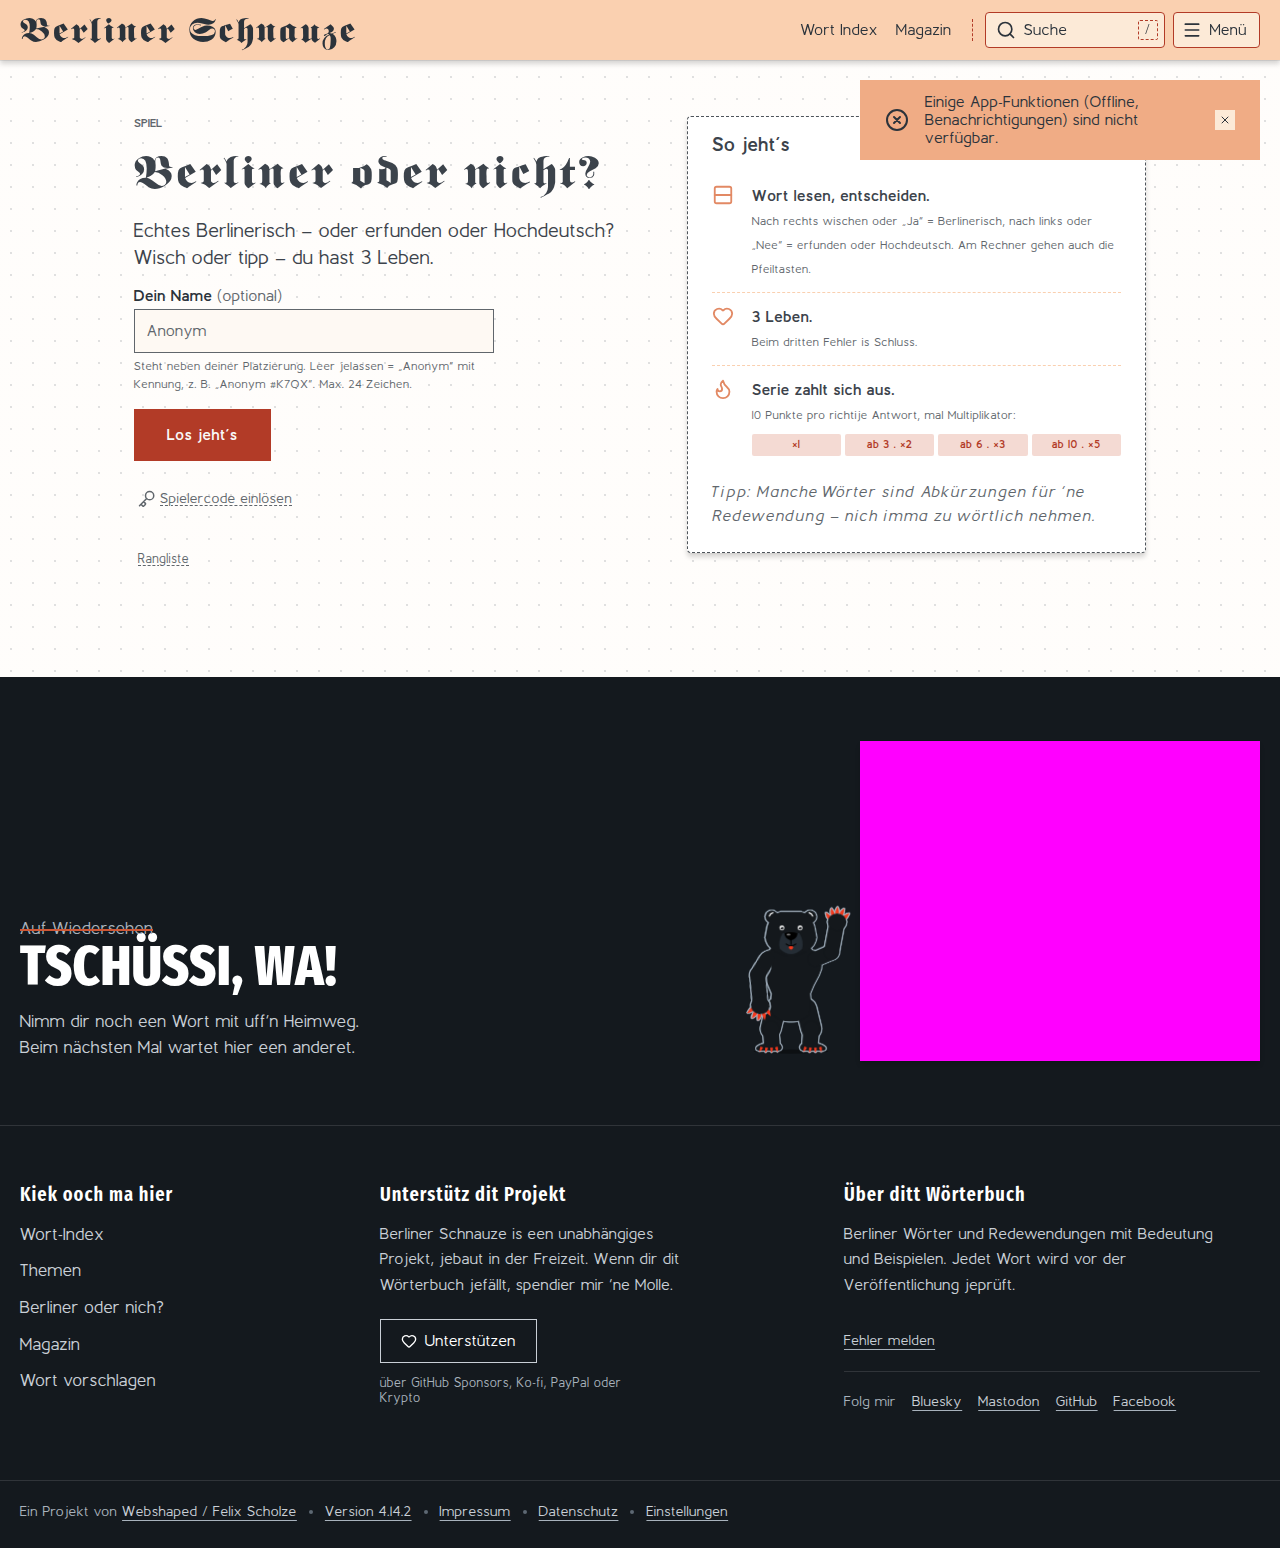 Berliner Schnauze
Wort Index
Magazin
Suche
/
Menü
Einige App-Funktionen (Offline,
Benachrichtigungen) sind nicht
verfügbar.
SPIEL
Berliner oder nicht?
Echtes Berlinerisch – oder erfunden oder Hochdeutsch?
Wisch oder tipp – du hast 3 Leben.
Dein Name (optional)
Anonym
Steht neben deiner Platzierung. Leer jelassen = „Anonym“ mit
Kennung, z. B. „Anonym #K7QX“. Max. 24 Zeichen.
Los jeht’s
Spielercode einlösen
Rangliste
So jeht’s
Wort lesen, entscheiden.
Nach rechts wischen oder „Ja“ = Berlinerisch, nach links oder
„Nee“ = erfunden oder Hochdeutsch. Am Rechner gehen auch die
Pfeiltasten.
3 Leben.
Beim dritten Fehler is Schluss.
Serie zahlt sich aus.
10 Punkte pro richtije Antwort, mal Multiplikator:
×1
ab 3 · ×2
ab 6 · ×3
ab 10 · ×5
Tipp: Manche Wörter sind Abkürzungen für ’ne
Redewendung – nich imma zu wörtlich nehmen.
Auf Wiedersehen
TSCHÜSSI, WA!
Nimm dir noch een Wort mit uff’n Heimweg.
Beim nächsten Mal wartet hier een anderet.
Kiek ooch ma hier
Wort-Index
Themen
Berliner oder nich?
Magazin
Wort vorschlagen
Unterstütz dit Projekt
Berliner Schnauze is een unabhängiges
Projekt, jebaut in der Freizeit. Wenn dir dit
Wörterbuch jefällt, spendier mir ’ne Molle.
Unterstützen
über GitHub Sponsors, Ko-fi, PayPal oder
Krypto
Über ditt Wörterbuch
Berliner Wörter und Redewendungen mit Bedeutung
und Beispielen. Jedet Wort wird vor der
Veröffentlichung jeprüft.
Fehler melden
Folg mir Bluesky Mastodon GitHub Facebook
Ein Projekt von Webshaped / Felix Scholze • Version 4.14.2 • Impressum • Datenschutz • Einstellungen